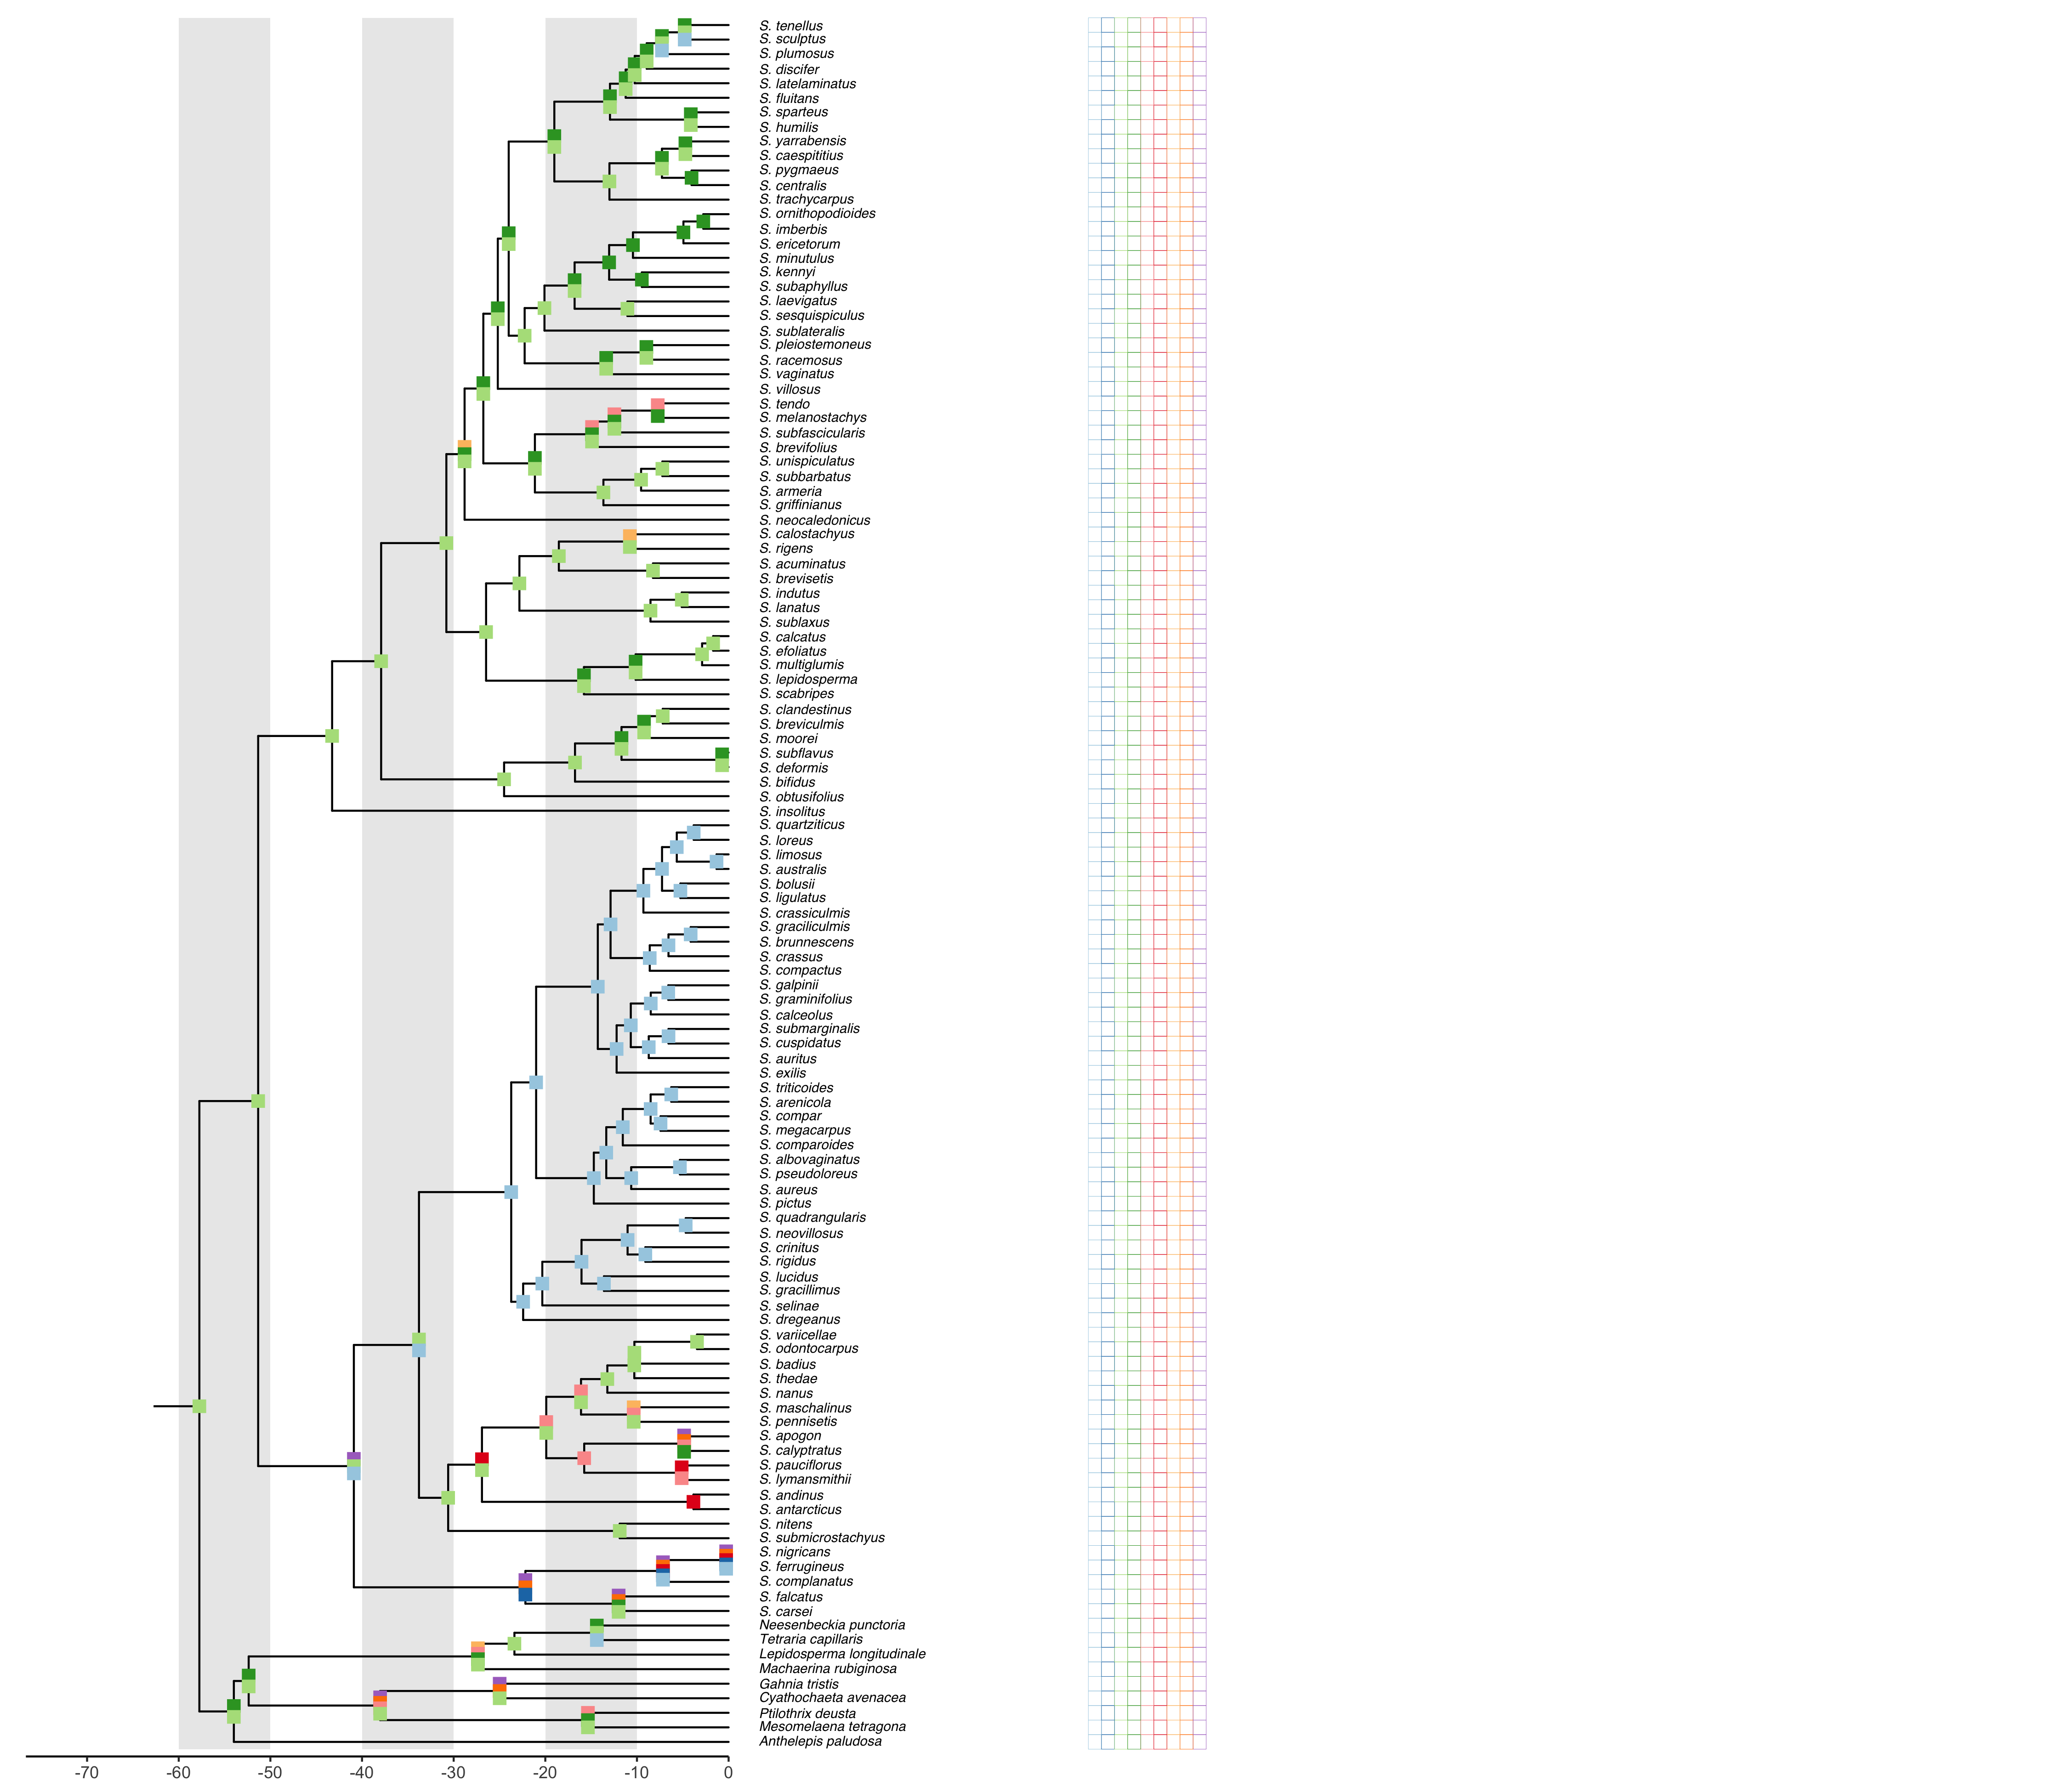 S. tenellus
S. sculptus
S. plumosus
S. discifer
S. latelaminatus
S. fluitans
S. sparteus
S. humilis
S. yarrabensis
S. caespititius
S. pygmaeus
S. centralis
S. trachycarpus
S. ornithopodioides
S. imberbis
S. ericetorum
S. minutulus
S. kennyi
S. subaphyllus
S. laevigatus
S. sesquispiculus
S. sublateralis
S. pleiostemoneus
S. racemosus
S. vaginatus
S. villosus
S. tendo
S. melanostachys
S. subfascicularis
S. brevifolius
S. unispiculatus
S. subbarbatus
S. armeria
S. griffinianus
S. neocaledonicus
S. calostachyus
S. rigens
S. acuminatus
S. brevisetis
S. indutus
S. lanatus
S. sublaxus
S. calcatus
S. efoliatus
S. multiglumis
S. lepidosperma
S. scabripes
S. clandestinus
S. breviculmis
S. moorei
S. subflavus
S. deformis
S. bifidus
S. obtusifolius
S. insolitus
S. quartziticus
S. loreus
S. limosus
S. australis
S. bolusii
S. ligulatus
S. crassiculmis
S. graciliculmis
S. brunnescens
S. crassus
S. compactus
S. galpinii
S. graminifolius
S. calceolus
S. submarginalis
S. cuspidatus
S. auritus
S. exilis
S. triticoides
S. arenicola
S. compar
S. megacarpus
S. comparoides
S. albovaginatus
S. pseudoloreus
S. aureus
S. pictus
S. quadrangularis
S. neovillosus
S. crinitus
S. rigidus
S. lucidus
S. gracillimus
S. selinae
S. dregeanus
S. variicellae
S. odontocarpus
S. badius
S. thedae
S. nanus
S. maschalinus
S. pennisetis
S. apogon
S. calyptratus
S. pauciflorus
S. lymansmithii
S. andinus
S. antarcticus
S. nitens
S. submicrostachyus
S. nigricans
S. ferrugineus
S. complanatus
S. falcatus
S. carsei
Neesenbeckia punctoria
Tetraria capillaris
Lepidosperma longitudinale
Machaerina rubiginosa
Gahnia tristis
Cyathochaeta avenacea
Ptilothrix deusta
Mesomelaena tetragona
Anthelepis paludosa
-70 -60 -50 -40 -30 -20 -10 0